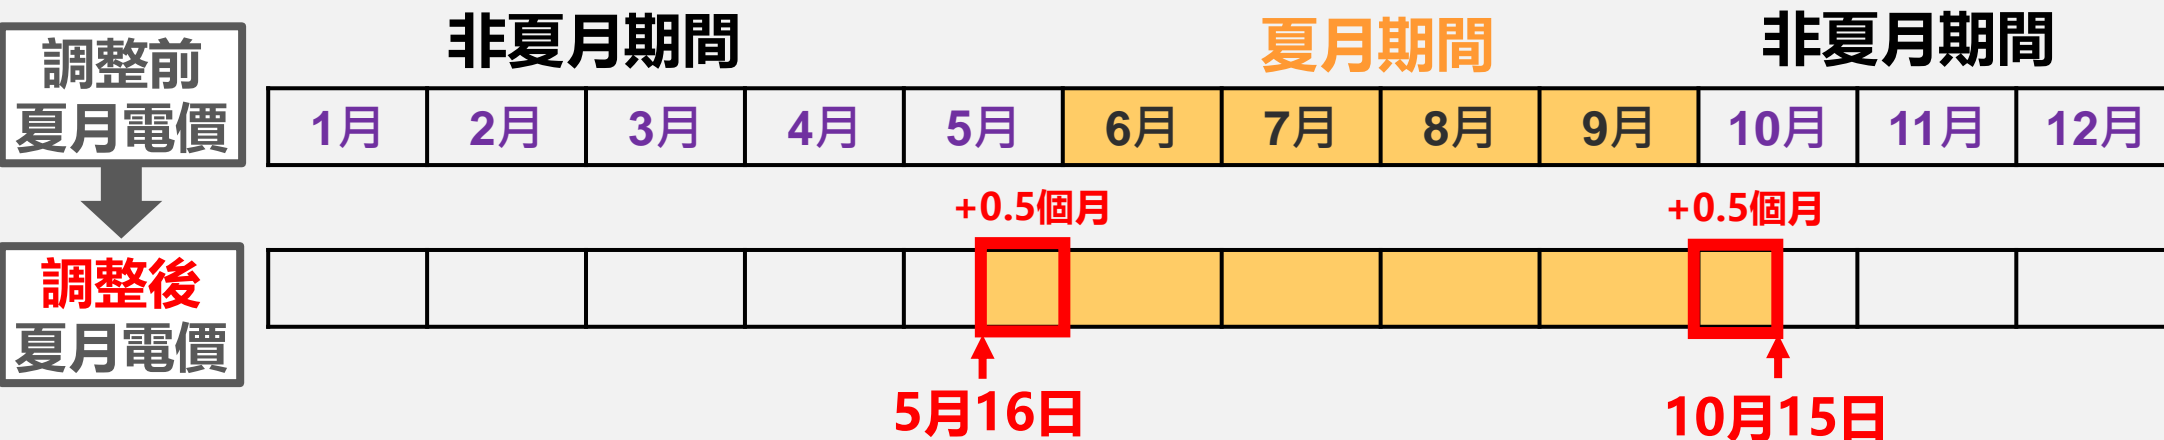 非夏月期間
夏月期間
非夏月期間
調整前
夏月電價
1月
2月
3月
4月
5月
6月
7月
8月
9月
10月
11月
12月
+0.5個月
+0.5個月
調整後
夏月電價
5月16日
10月15日